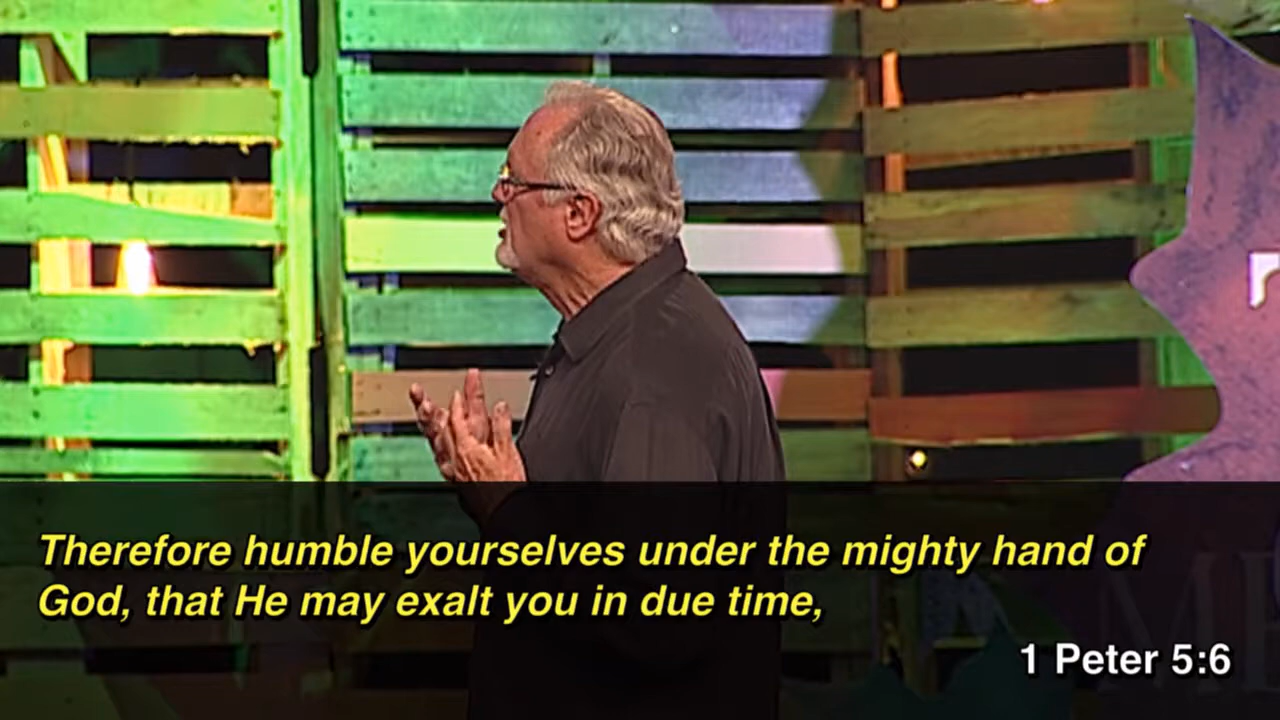 Therefore humble yourselves under the mighty hand of
God, that He may exalt you in due time,
1 Peter 5:6